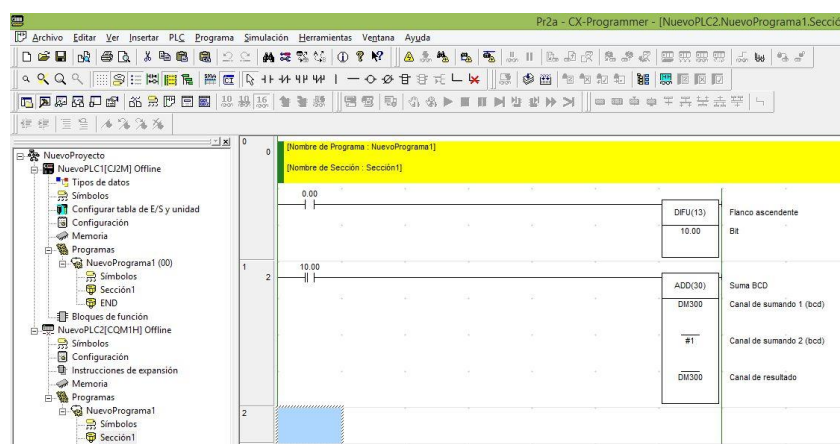 Pr2a - CX-Programmer - [NuevoPLC2.NuevoPrograma1.Secció
Archivo Editar Ver Insertar PLC Programa Simulación Herramientas Ventana Ayuda
NuevoProyecto
NuevoPLC1[CJ2M] Offline
Tipos de datos
Símbolos
Configurar tabla de E/S y unidad
Configuración
Memoria
Programas
NuevoPrograma1 (00)
Símbolos
Sección1
END
Bloques de función
NuevoPLC2[CQM1H] Offline
Símbolos
Configuración
Instrucciones de expansión
Memoria
Programas
NuevoPrograma1
Símbolos
Sección1
0
0
[Nombre de Programa : NuevoPrograma1]
[Nombre de Sección : Sección1]
0.00
DIFU(13) Flanco ascendente
10.00 Bit
1
2
10.00
ADD(30) Suma BCD
DM300 Canal de sumando 1 (bcd)
#1 Canal de sumando 2 (bcd)
DM300 Canal de resultado
2